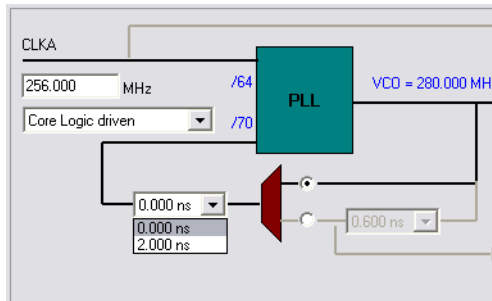 CLKA
256.000 MHz
/64
PLL
VCO = 280.000 MH
Core Logic driven
/70
0.000 ns
0.000 ns
2.000 ns
0.600 ns